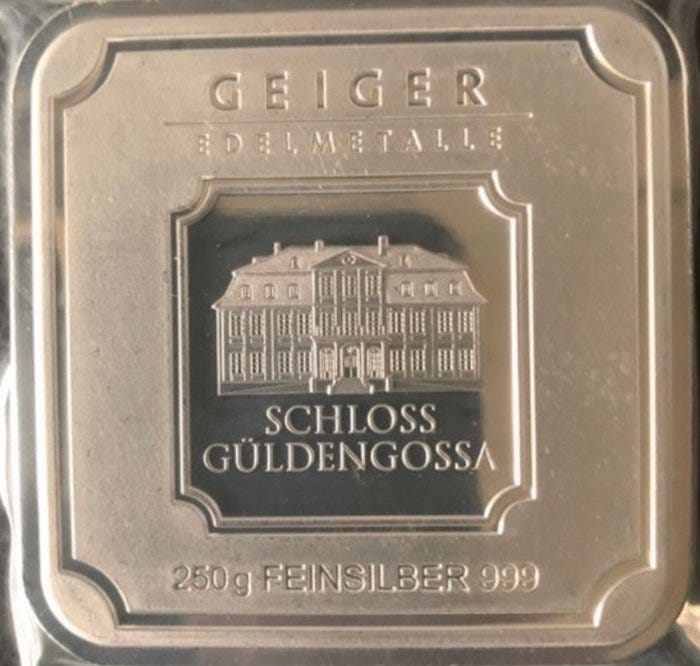 GEIGER
EDELMETALLE
SCHLOSS
GÜLDENGOSSA
250g FEINSILBER 999